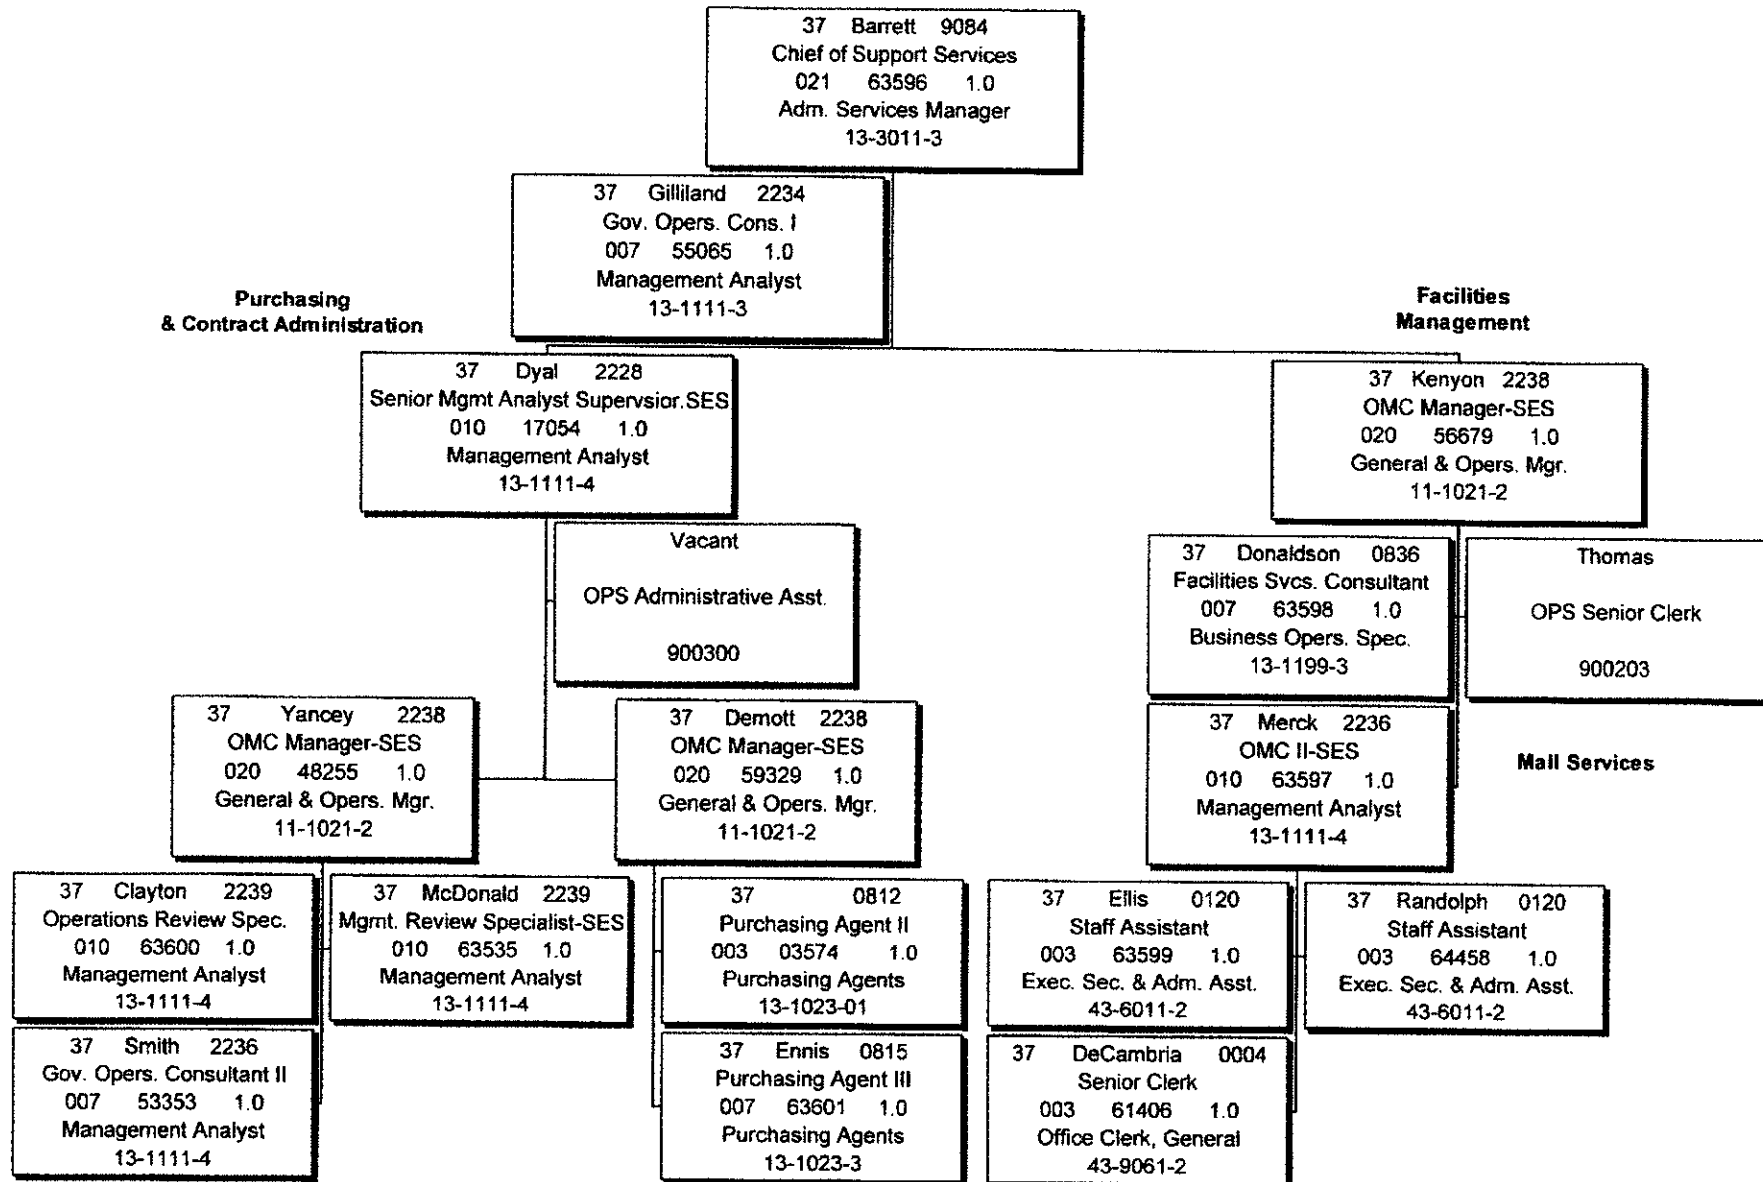 37 Barrett 9084
Chief of Support Services
021 63596 1.0
Adm. Services Manager
13-3011-3
37 Gilliland 2234
Gov. Opers. Cons. I
007 55065 1.0
Management Analyst
13-1111-3
Purchasing
& Contract Administration
Facilities
Management
37 Dyal 2228
Senior Mgmt Analyst Supervsior.SES
010 17054 1.0
Management Analyst
13-1111-4
37 Kenyon 2238
OMC Manager-SES
020 56679 1.0
General & Opers. Mgr.
11-1021-2
Vacant
OPS Administrative Asst.
900300
37 Donaldson 0836
Facilities Svcs. Consultant
007 63598 1.0
Business Opers. Spec.
13-1199-3
Thomas
OPS Senior Clerk
900203
37 Yancey 2238
OMC Manager-SES
020 48255 1.0
General & Opers. Mgr.
11-1021-2
37 Demott 2238
OMC Manager-SES
020 59329 1.0
General & Opers. Mgr.
11-1021-2
37 Merck 2236
OMC II-SES
010 63597 1.0
Management Analyst
13-1111-4
Mail Services
37 Clayton 2239
Operations Review Spec.
010 63600 1.0
Management Analyst
13-1111-4
37 McDonald 2239
Mgmt. Review Specialist-SES
010 63535 1.0
Management Analyst
13-1111-4
37 0812
Purchasing Agent II
003 03574 1.0
Purchasing Agents
13-1023-01
37 Ellis 0120
Staff Assistant
003 63599 1.0
Exec. Sec. & Adm. Asst.
43-6011-2
37 Randolph 0120
Staff Assistant
003 64458 1.0
Exec. Sec. & Adm. Asst.
43-6011-2
37 Smith 2236
Gov. Opers. Consultant II
007 53353 1.0
Management Analyst
13-1111-4
37 Ennis 0815
Purchasing Agent III
007 63601 1.0
Purchasing Agents
13-1023-3
37 DeCambria 0004
Senior Clerk
003 61406 1.0
Office Clerk, General
43-9061-2